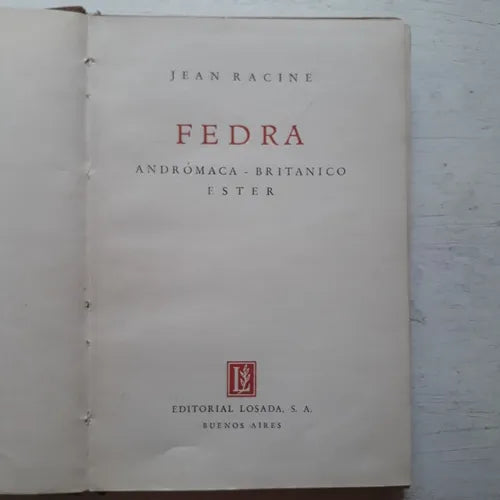 JEAN RACINE
FEDRA
ANDRÓMACA - BRITANICO
ESTER
L
EDITORIAL LOSADA, S. A.
BUENOS AIRES